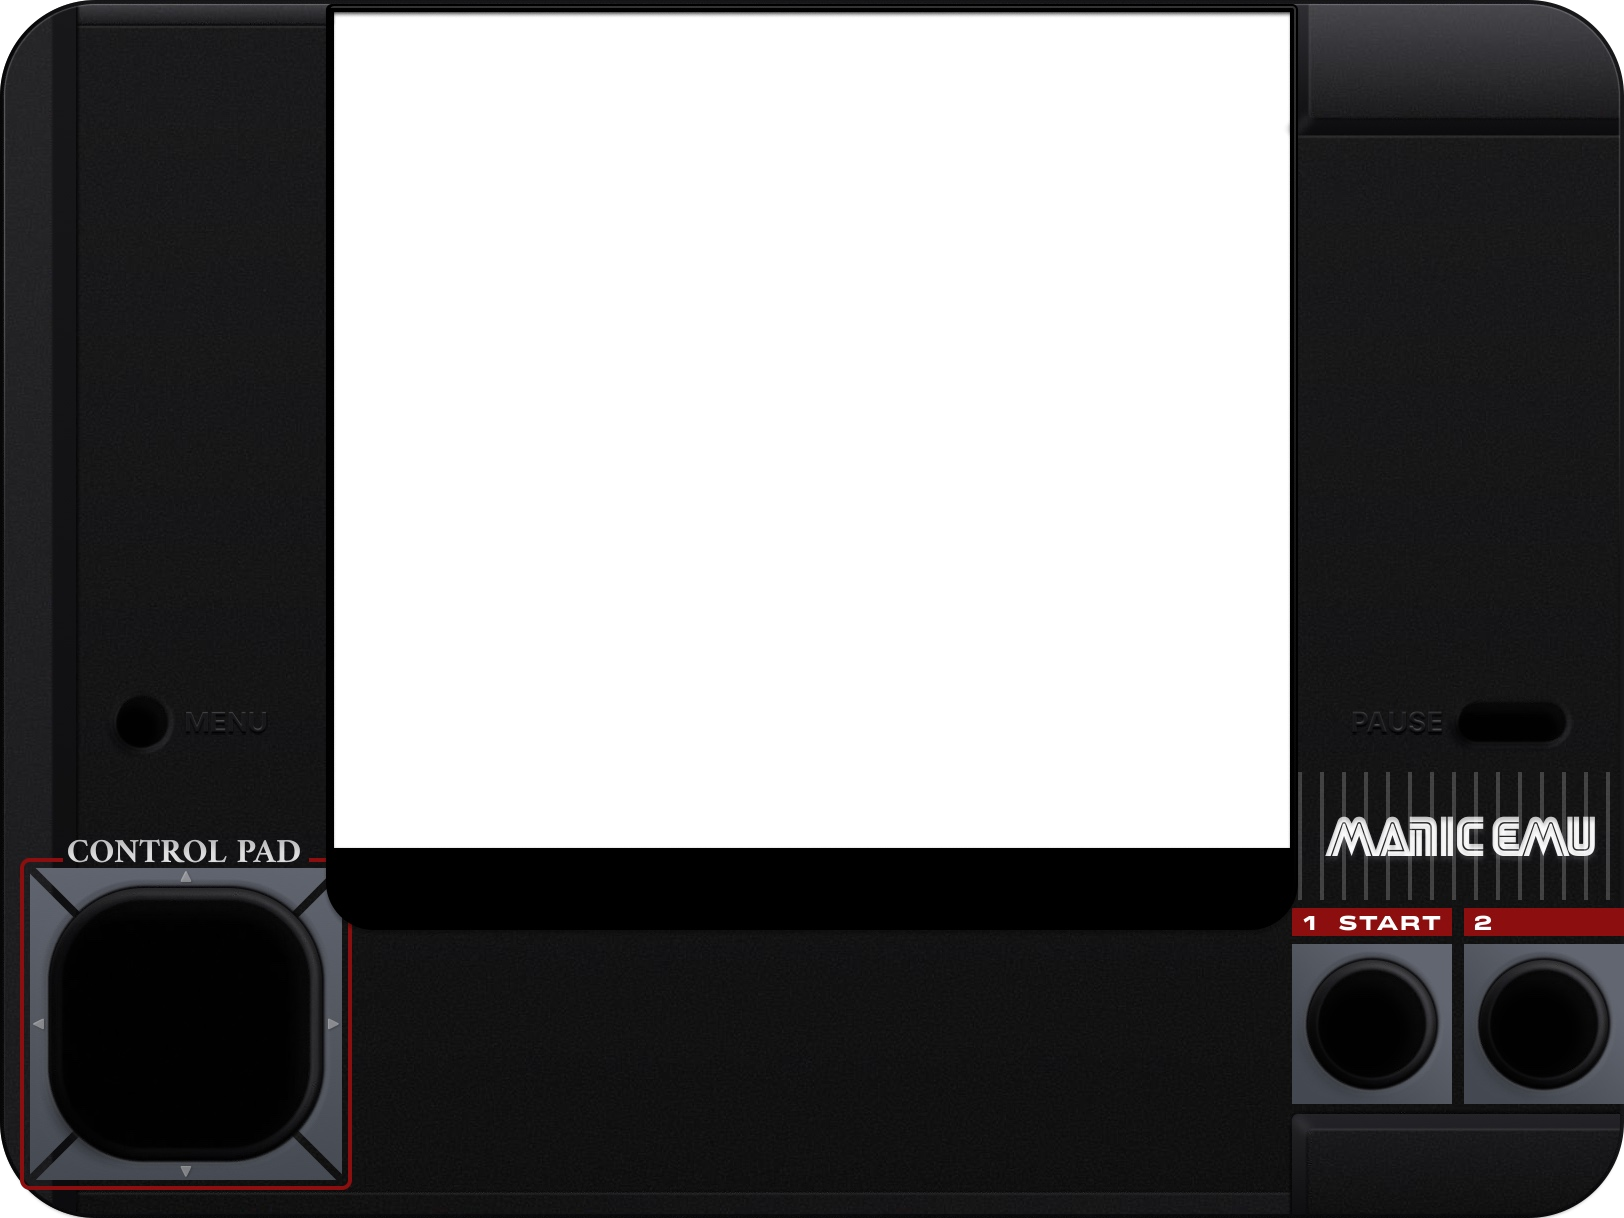 MENU
PAUSE
MANIC EMU
CONTROL PAD
1 START
2